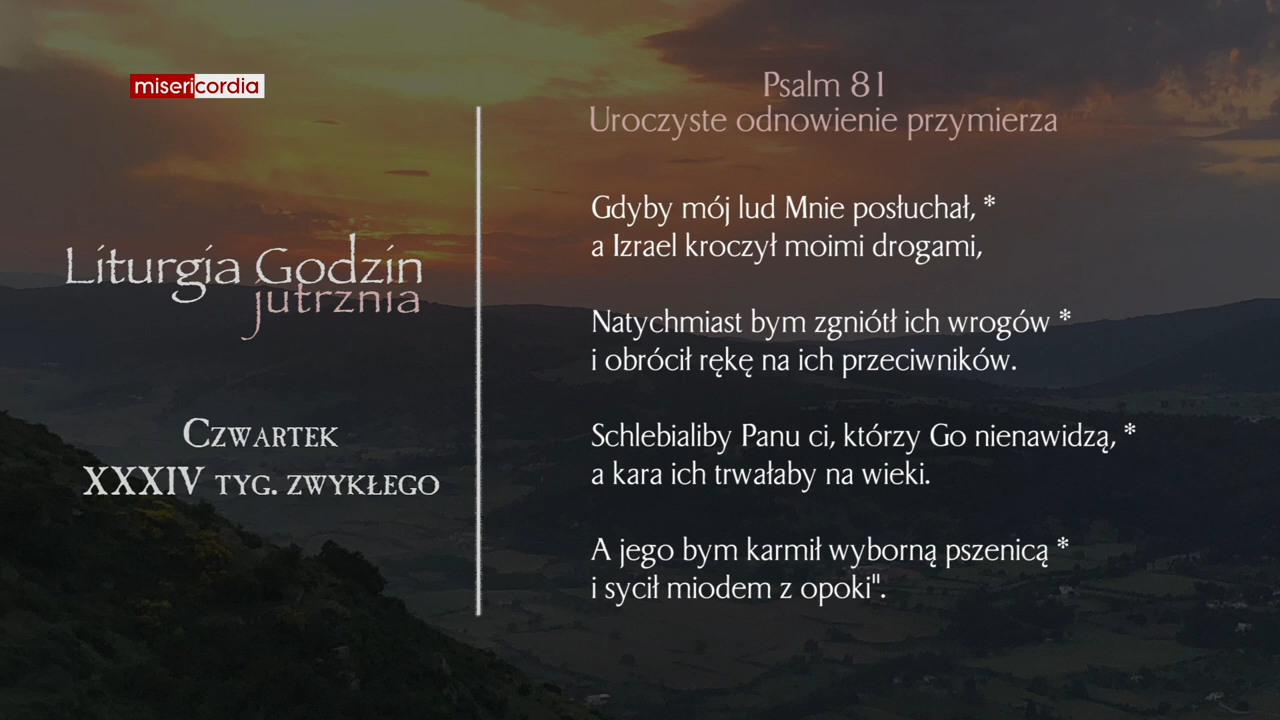 misericordia
Liturgia Godzin
jutrznia
Czwartek
XXXIV tyg. zwykłego
Psalm 81
Uroczyste odnowienie przymierza
Gdyby mój lud Mnie posłuchał, *
a Izrael kroczył moimi drogami,
Natychmiast bym zgniótł ich wrogów *
i obrócił rękę na ich przeciwników.
Schlebialiby Panu ci, którzy Go nienawidzą, *
a kara ich trwałaby na wieki.
A jego bym karmił wyborną pszenicą *
i sycił miodem z opoki".